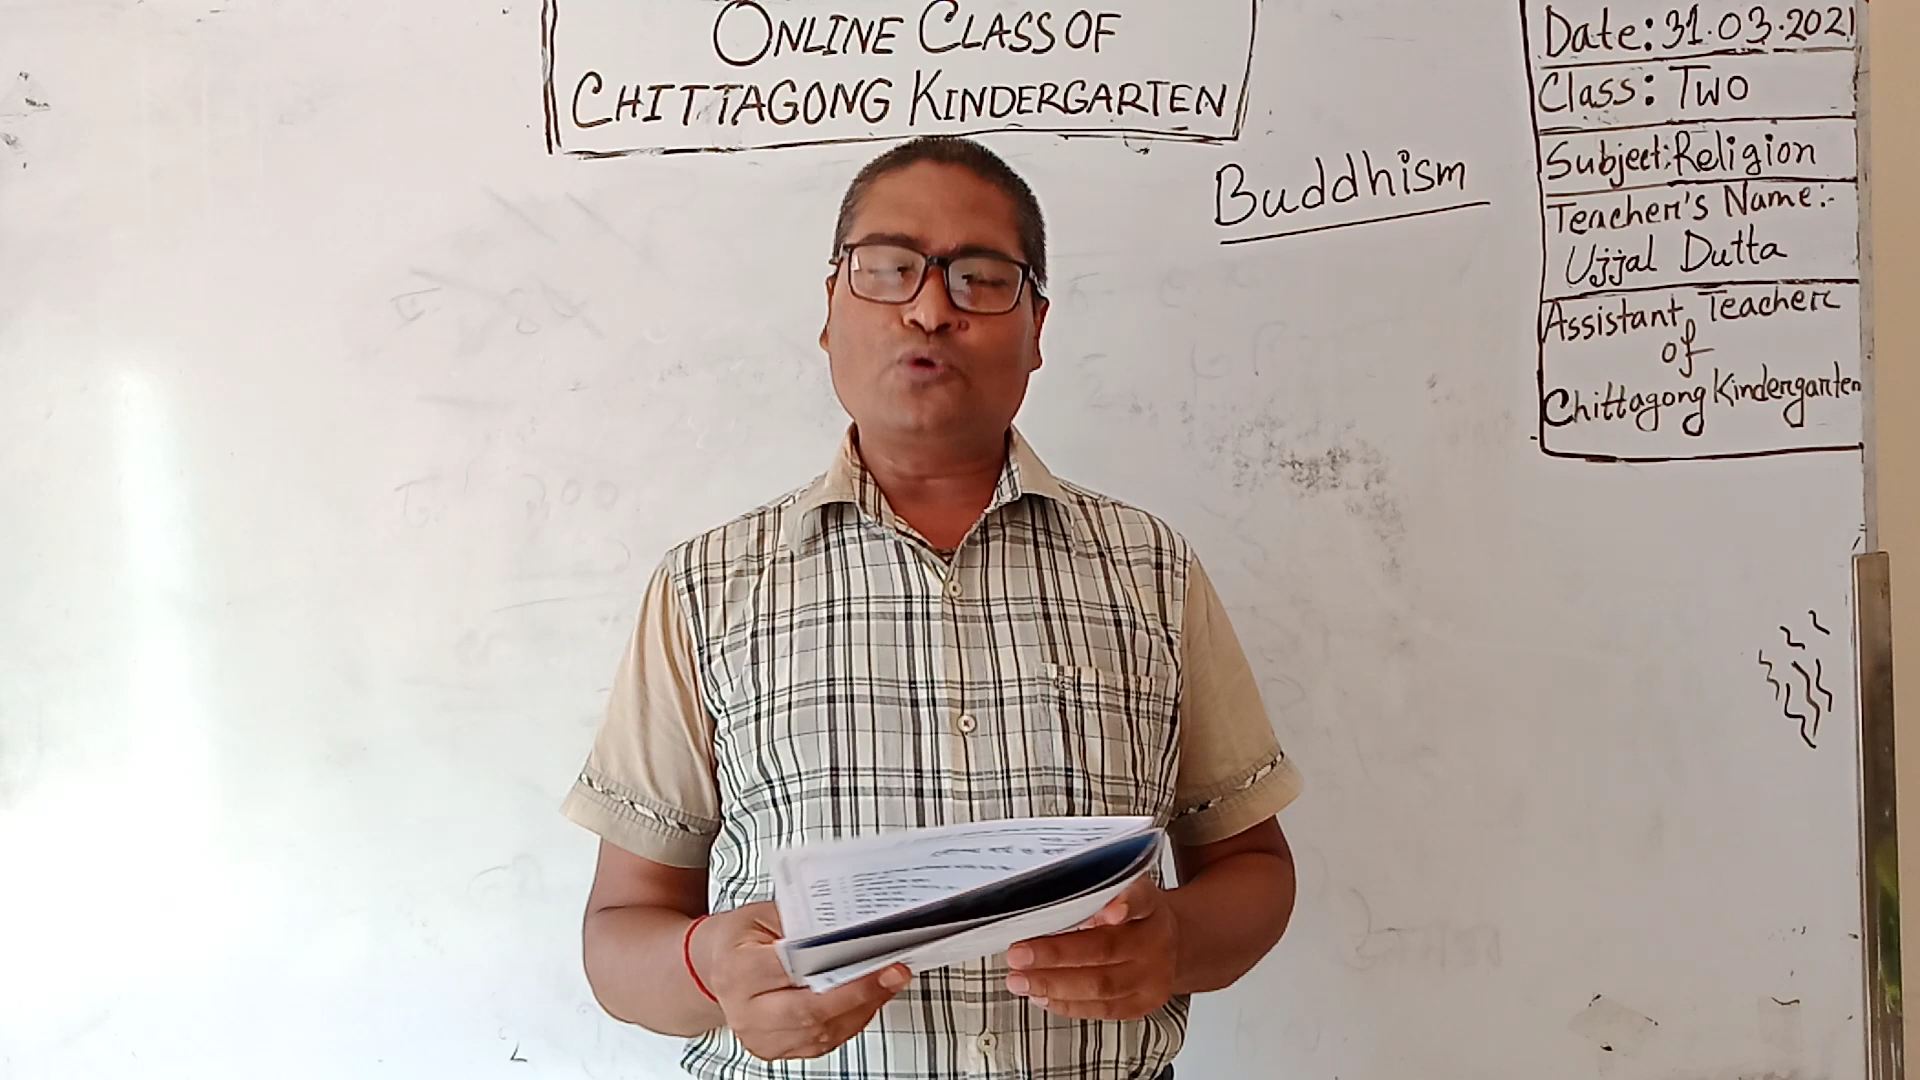 ONLINE CLASS OF
CHITTAGONG KINDERGARTEN
Buddhism
Date: 31.03.2021
Class: Two
Subject: Religion
Teacher's Name:-
Ujjal Dutta
Assistant Teacher
of
Chittagong Kindergarten